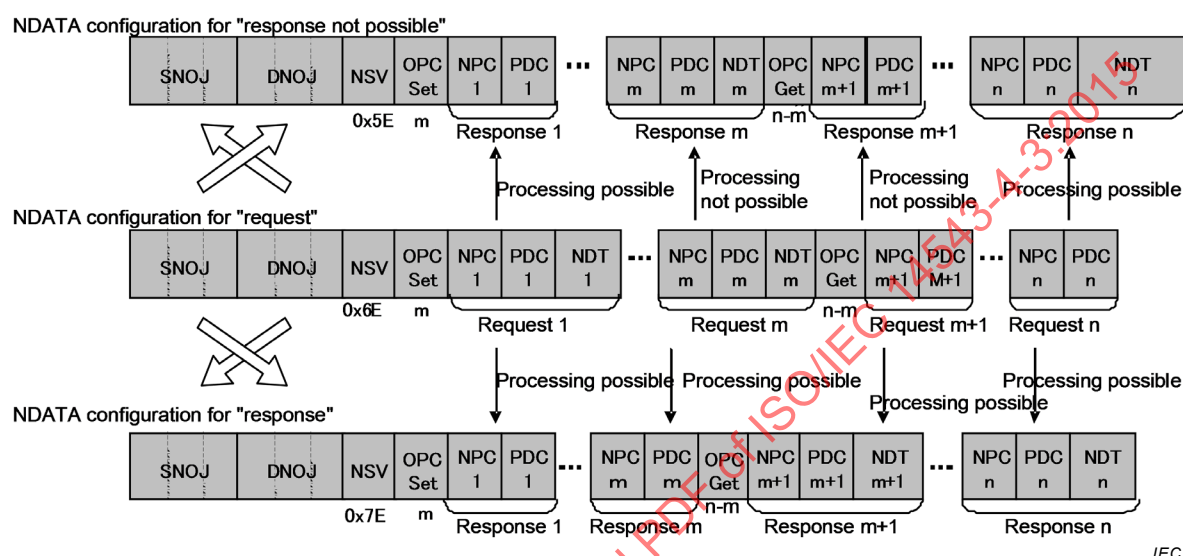 NDATA configuration for "response not possible"
SNOJ DNOJ NSV OPC Set NPC 1 PDC 1 ··· NPC m PDC m NDT m OPC Get NPC m+1 PDC m+1 ··· NPC n PDC n NDT n
0x5E m n-m
Response 1 Response m Response m+1 Response n
Processing possible Processing not possible Processing not possible Processing possible
NDATA configuration for "request"
SNOJ DNOJ NSV OPC Set NPC 1 PDC 1 NDT 1 ··· NPC m PDC m NDT m OPC Get NPC m+1 PDC M+1 ··· NPC n PDC n
0x6E m n-m
Request 1 Request m Request m+1 Request n
Processing possible Processing possible Processing possible Processing possible
NDATA configuration for "response"
SNOJ DNOJ NSV OPC Set NPC 1 PDC 1 ··· NPC m PDC m OPC Get NPC m+1 PDC m+1 NDT m+1 ··· NPC n PDC n NDT n
0x7E m n-m
Response 1 Response m Response m+1 Response n
IEC
PDF of ISO/IEC 14543-4-3:2015